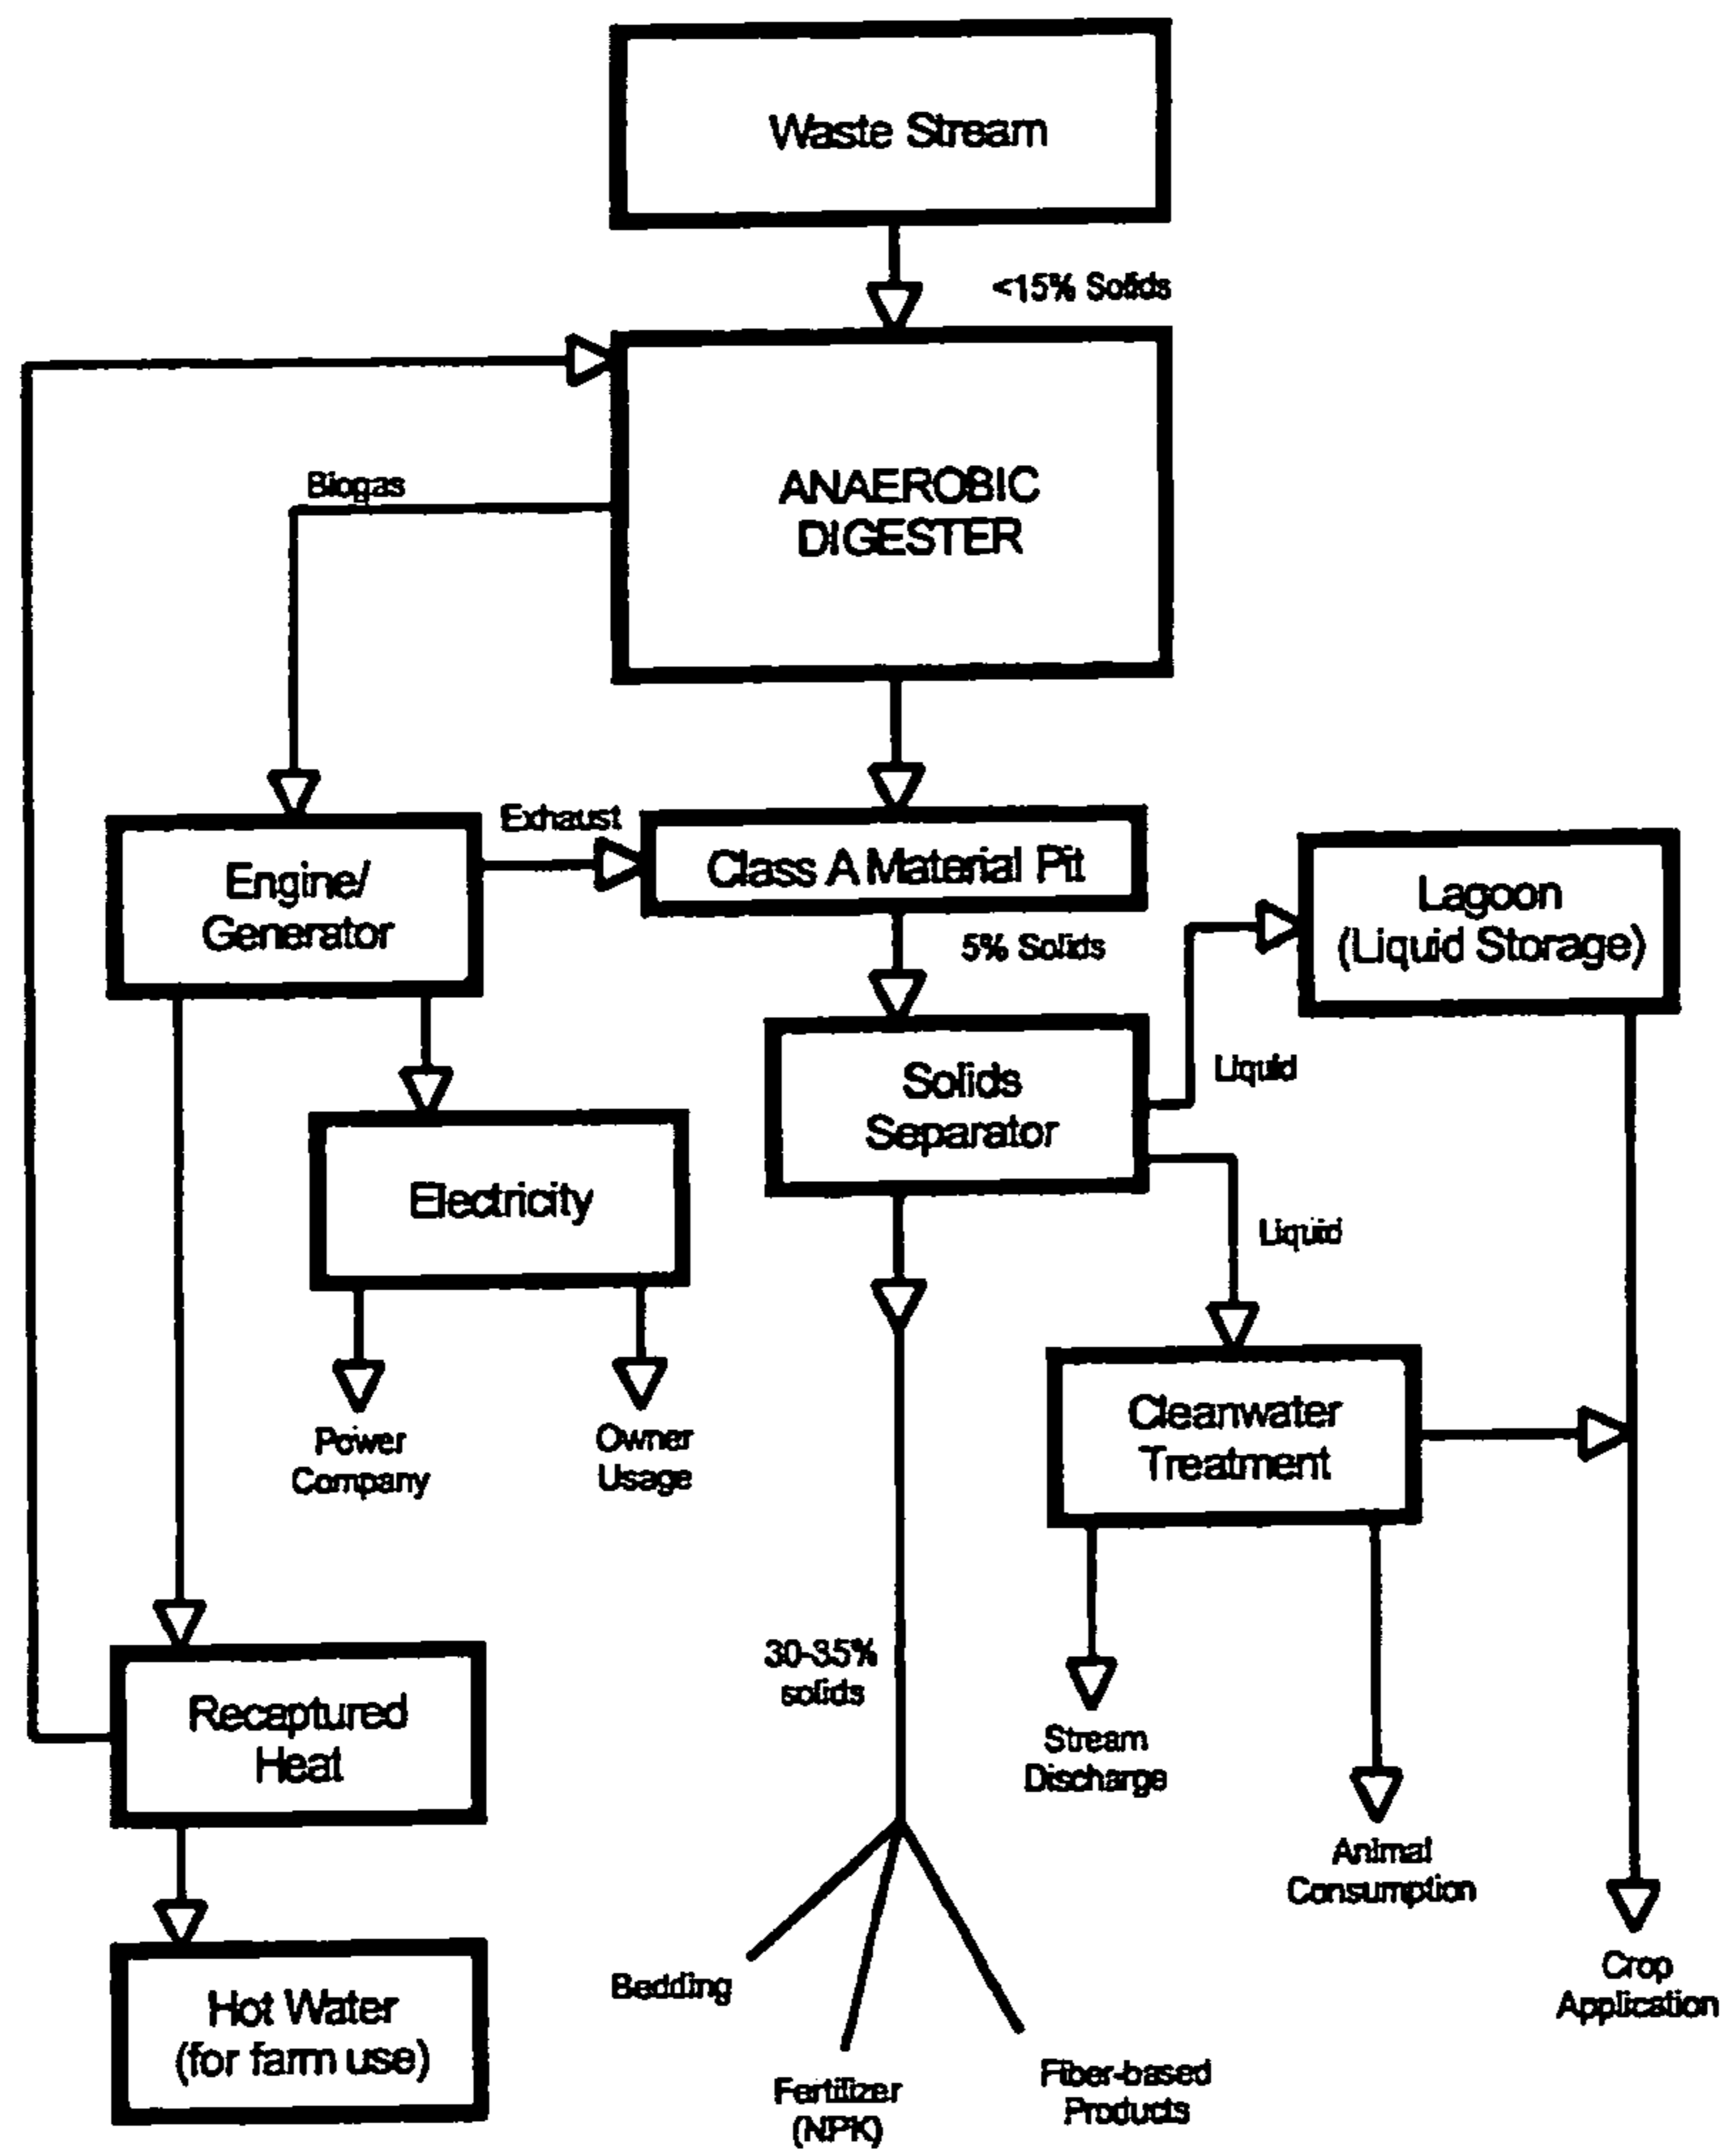 Waste Stream
<15% Solids
ANAEROBIC
DIGESTER
Biogas
Exhaust
Engine/
Generator
Class A Material Pit
Lagoon
(Liquid Storage)
5% Solids
Solids
Separator
Liquid
Electricity
Liquid
Power
Company
Owner
Usage
Cleanwater
Treatment
30-35%
solids
Recaptured
Heat
Stream
Discharge
Animal
Consumption
Hot Water
(for farm use)
Bedding
Fertilizer
(NPK)
Fiber-based
Products
Crop
Application